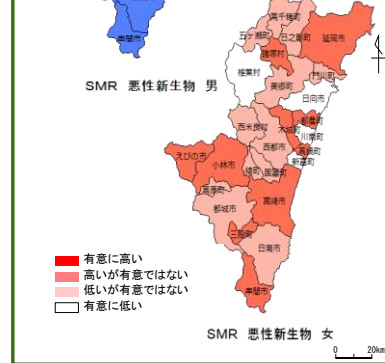 串間市
SMR 悪性新生物 男
高千穂町
五ヶ瀬町
日之影町
延岡市
諸塚村
椎葉村
門川町
美郷町
日向市
西米良村
木城町
都農町
川南町
えびの市
小林市
西都市
高鍋町
新富町
綾町
国富町
高原町
宮崎市
都城市
三股町
日南市
串間市
有意に高い
高いが有意ではない
低いが有意ではない
有意に低い
SMR 悪性新生物 女
0 20km